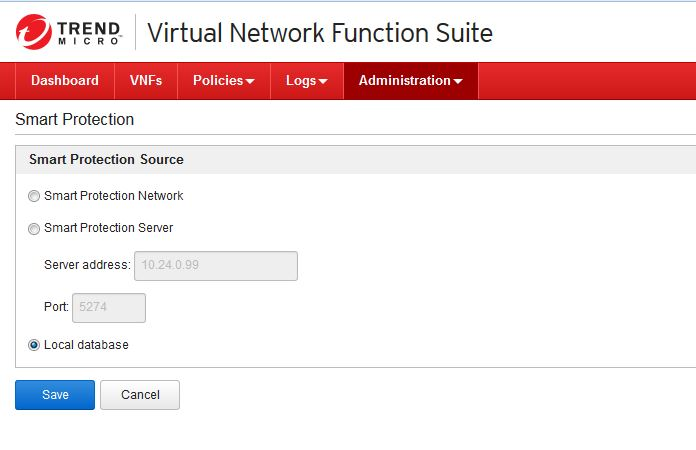 TREND
MICRO™
Virtual Network Function Suite
Dashboard VNFs Policies Logs Administration
Smart Protection
Smart Protection Source
Smart Protection Network
Smart Protection Server
Server address: 10.24.0.99
Port: 5274
Local database
Save Cancel